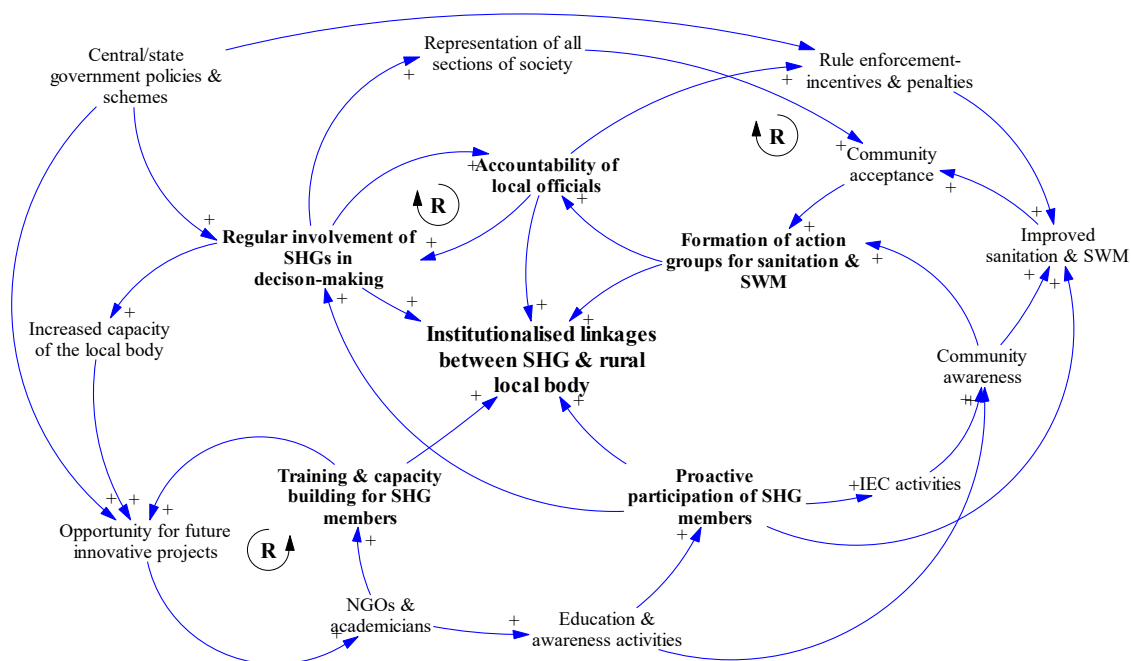 Central/state
government policies &
schemes
Representation of all
sections of society
Rule enforcement-
incentives & penalties
+
+
R
+
Community
acceptance
+
+
Accountability of
local officials
R
+
+
+
+
+
Regular involvement of
SHGs in
decison-making
+
Formation of action
groups for sanitation &
SWM
+
Improved
sanitation & SWM
+
+
+
+
+
+
+
Increased capacity
of the local body
Institutionalised linkages
between SHG & rural
local body
Community
awareness
+
+
++
Training & capacity
building for SHG
members
Proactive
participation of SHG
members
+IEC activities
+
+
+
Opportunity for future
innovative projects
R
+
+
NGOs &
academicians
+
+
Education &
awareness activities